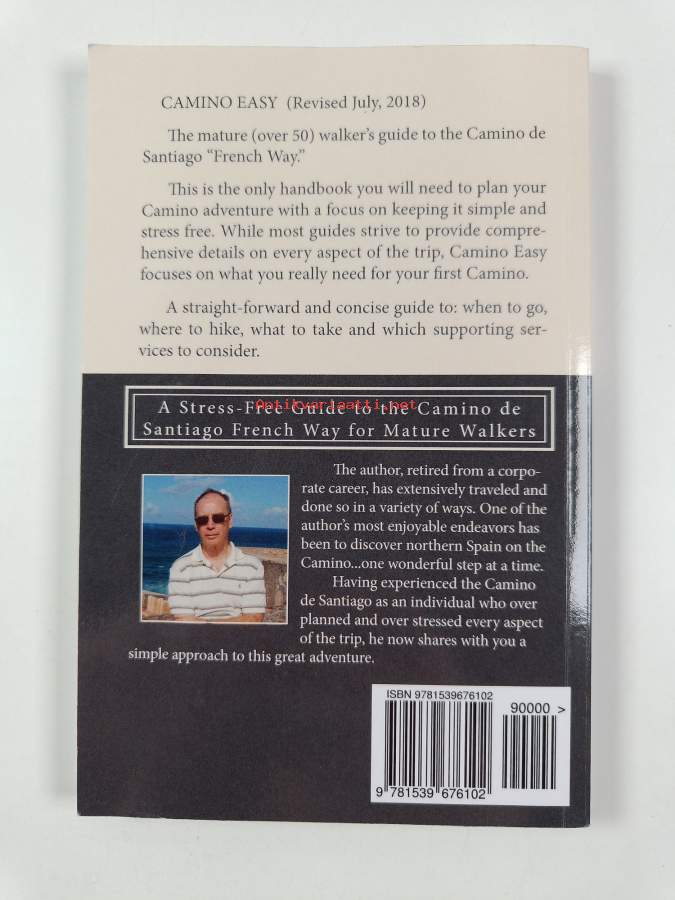 CAMINO EASY (Revised July, 2018)
The mature (over 50) walker's guide to the Camino de
Santiago "French Way."
This is the only handbook you will need to plan your
Camino adventure with a focus on keeping it simple and
stress free. While most guides strive to provide compre-
hensive details on every aspect of the trip, Camino Easy
focuses on what you really need for your first Camino.
A straight-forward and concise guide to: when to go,
where to hike, what to take and which supporting ser-
vices to consider.
Antikvariaatti.net
A Stress-Free Guide to the Camino de
Santiago French Way for Mature Walkers
The author, retired from a corpo-
rate career, has extensively traveled and
done so in a variety of ways. One of the
author's most enjoyable endeavors has
been to discover northern Spain on the
Camino...one wonderful step at a time.
Having experienced the Camino
de Santiago as an individual who over
planned and over stressed every aspect
of the trip, he now shares with you a
simple approach to this great adventure.
ISBN 9781539676102
90000 >
9 781539 676102